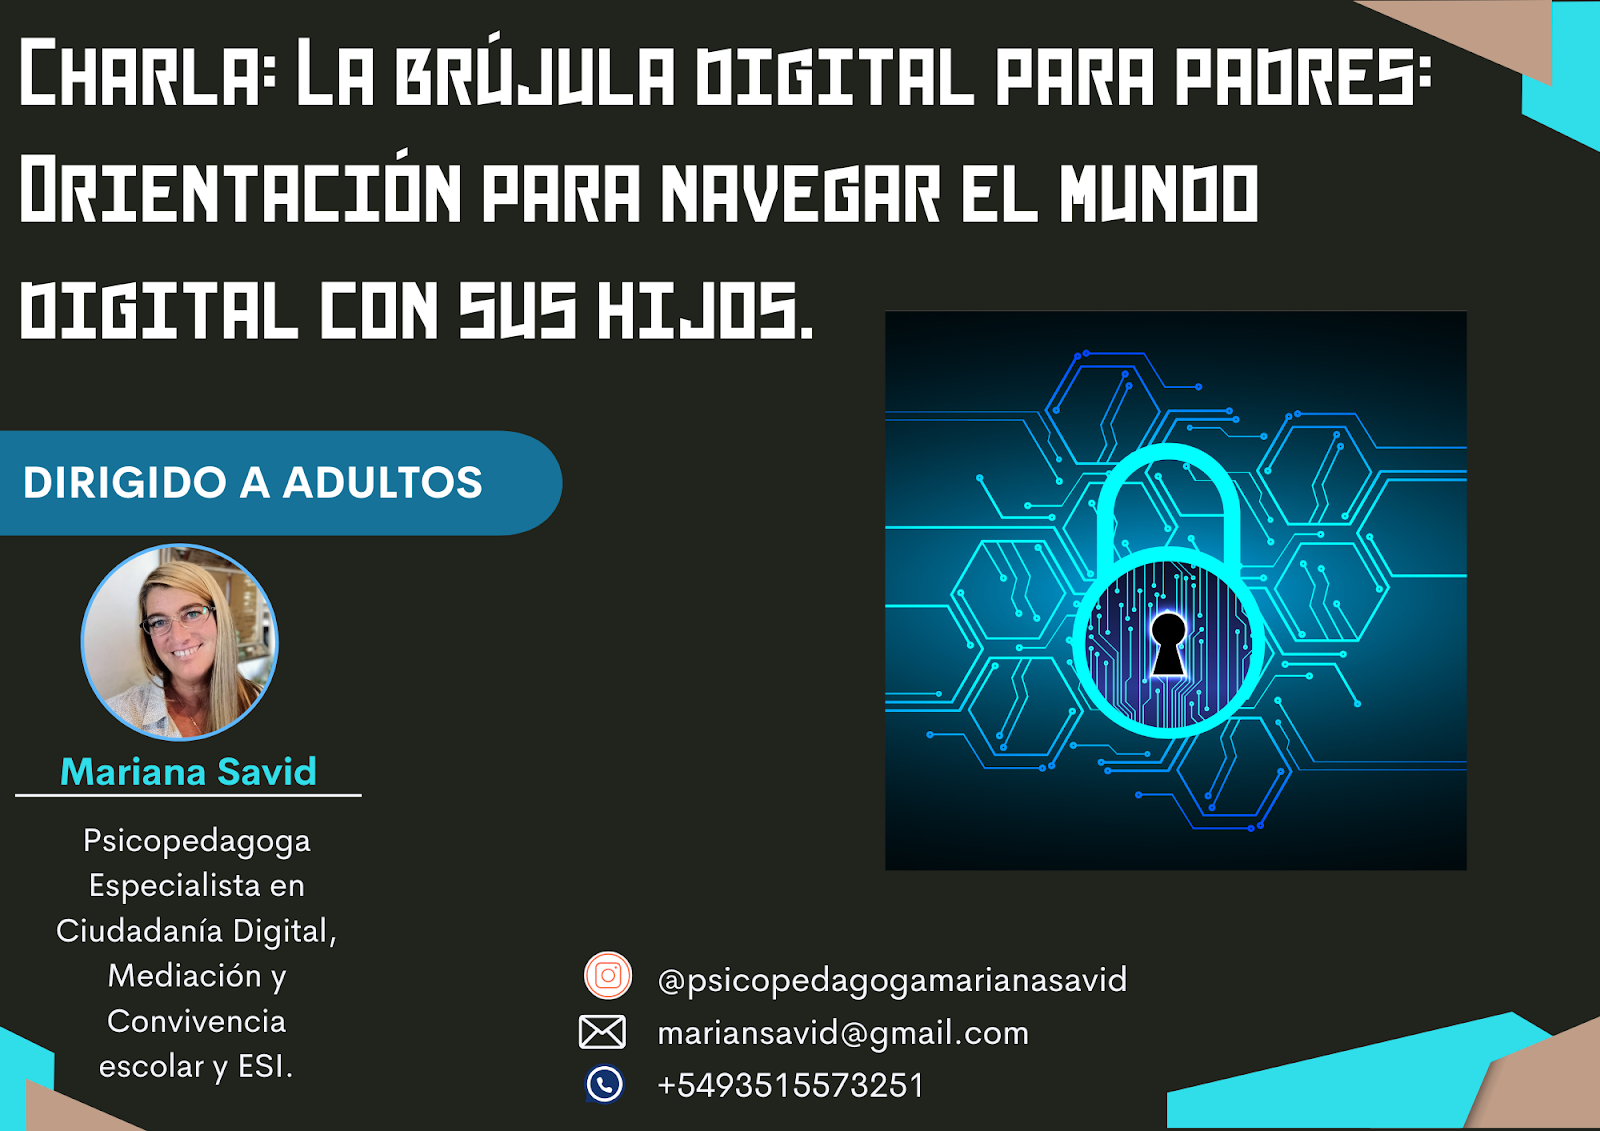 Charla: La brújula digital para padres:
Orientación para navegar el mundo
digital con sus hijos.
DIRIGIDO A ADULTOS
Mariana Savid
Psicopedagoga
Especialista en
Ciudadanía Digital,
Mediación y
Convivencia
escolar y ESI.
@psicopedagogamarianasavid
mariansavid@gmail.com
+5493515573251